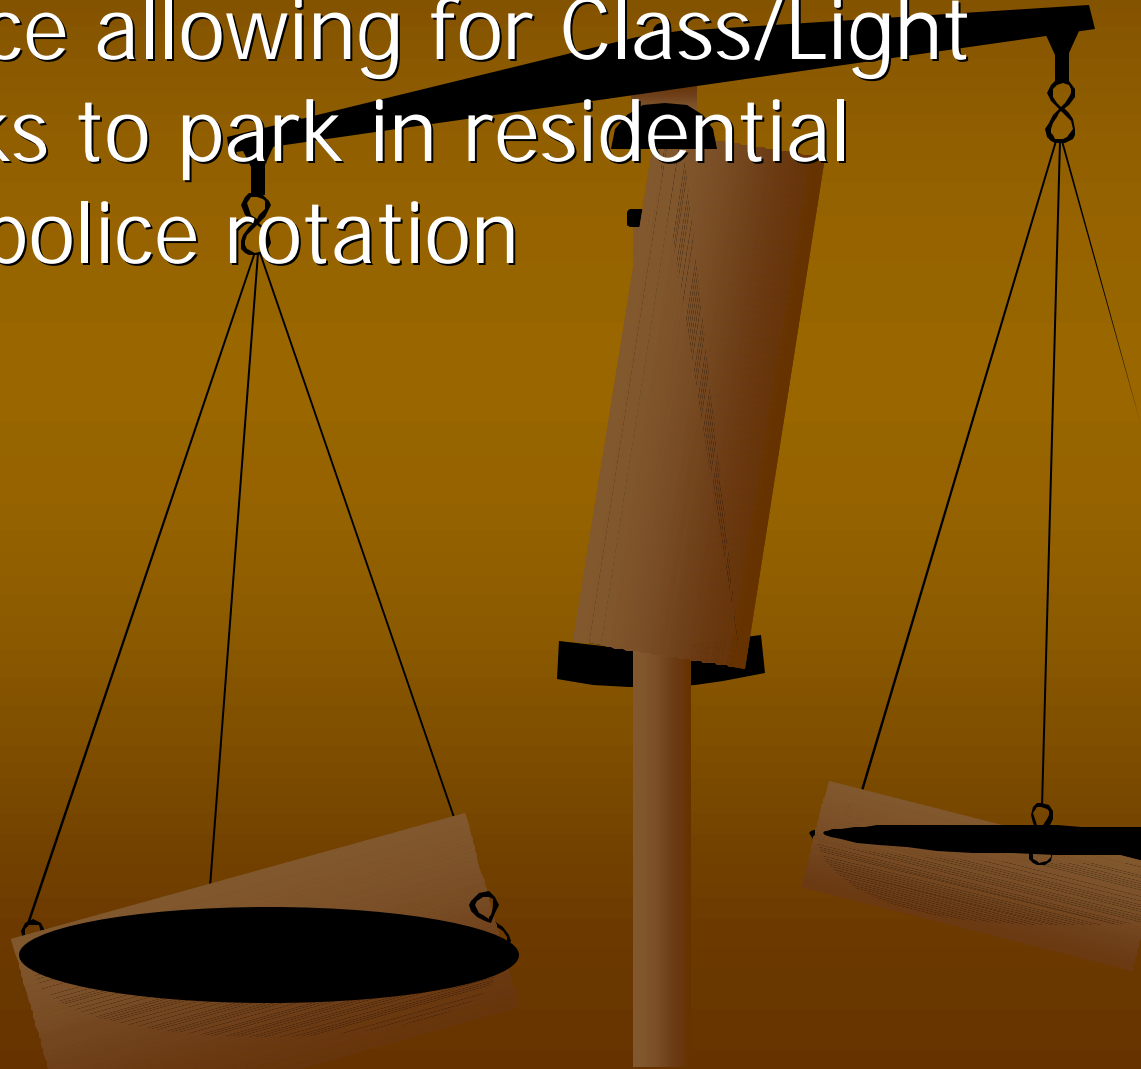 ce allowing for Class/Light
ks to park in residential
police rotation